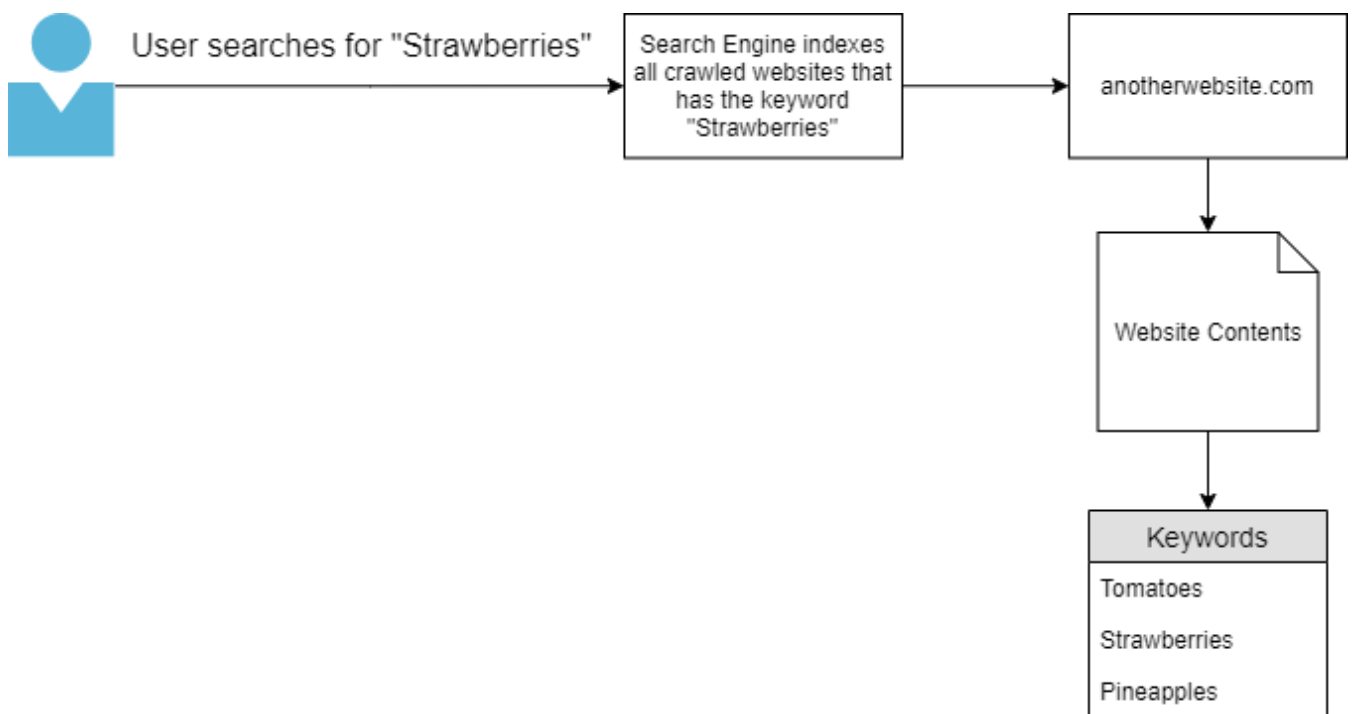 User searches for "Strawberries"
Search Engine indexes
all crawled websites that
has the keyword
"Strawberries"
anotherwebsite.com
Website Contents
Keywords
Tomatoes
Strawberries
Pineapples